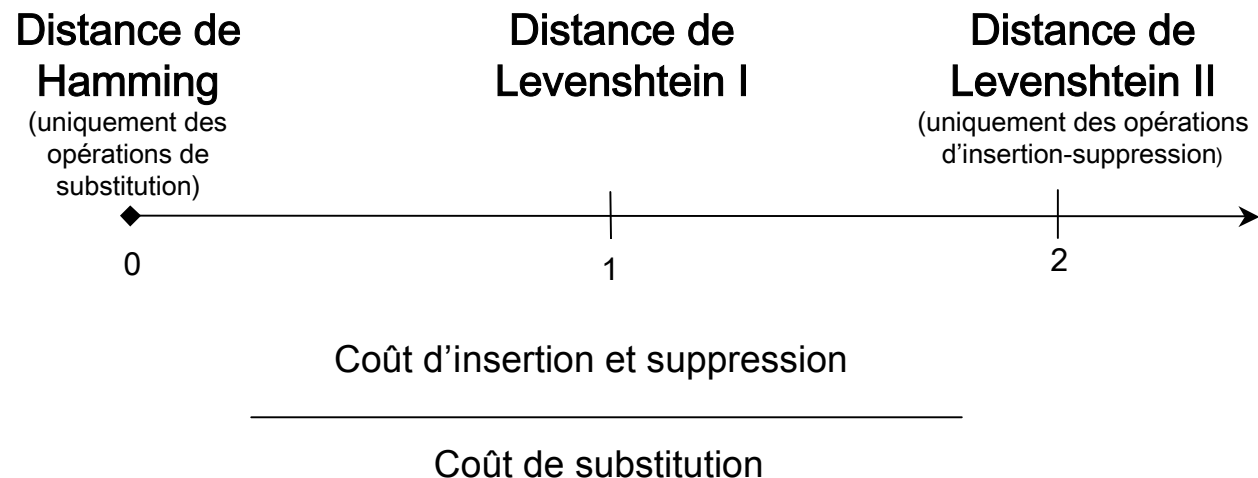 Distance de
Hamming
(uniquement des
opérations de
substitution)
Distance de
Levenshtein I
Distance de
Levenshtein II
(uniquement des opérations
d’insertion-suppression)
0
1
2
Coût d’insertion et suppression
Coût de substitution